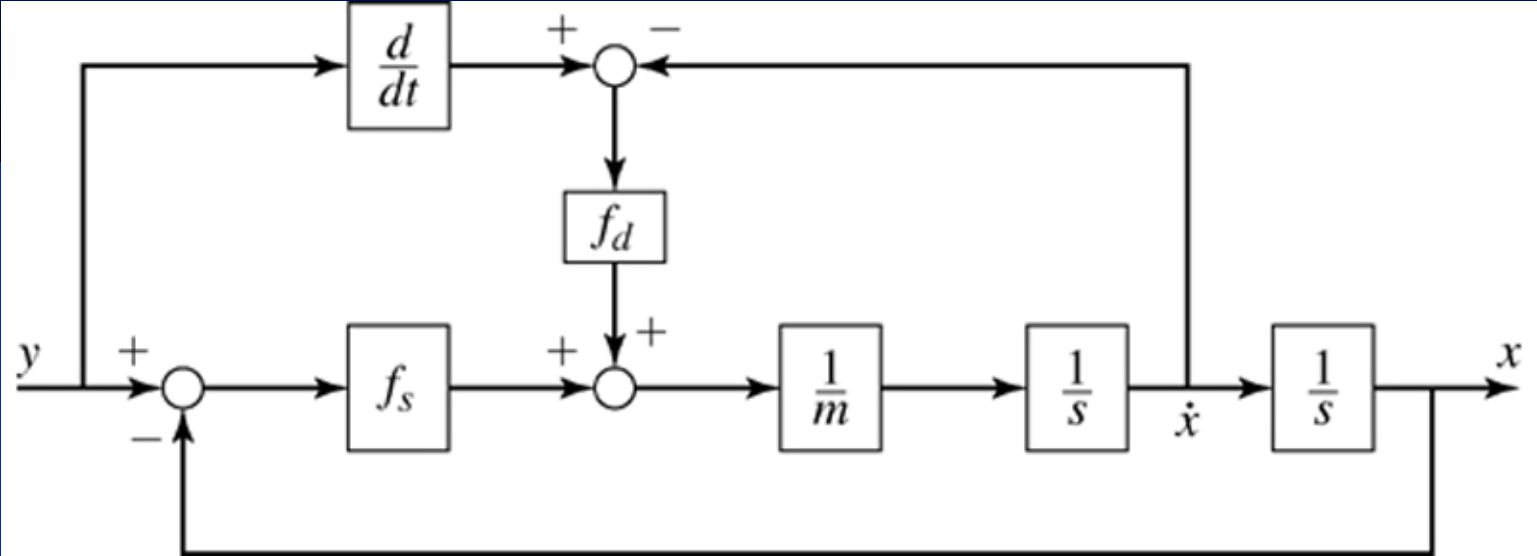 d/dt
+ −
f_d
y + f_s + + 1/m 1/s ẋ 1/s x
−